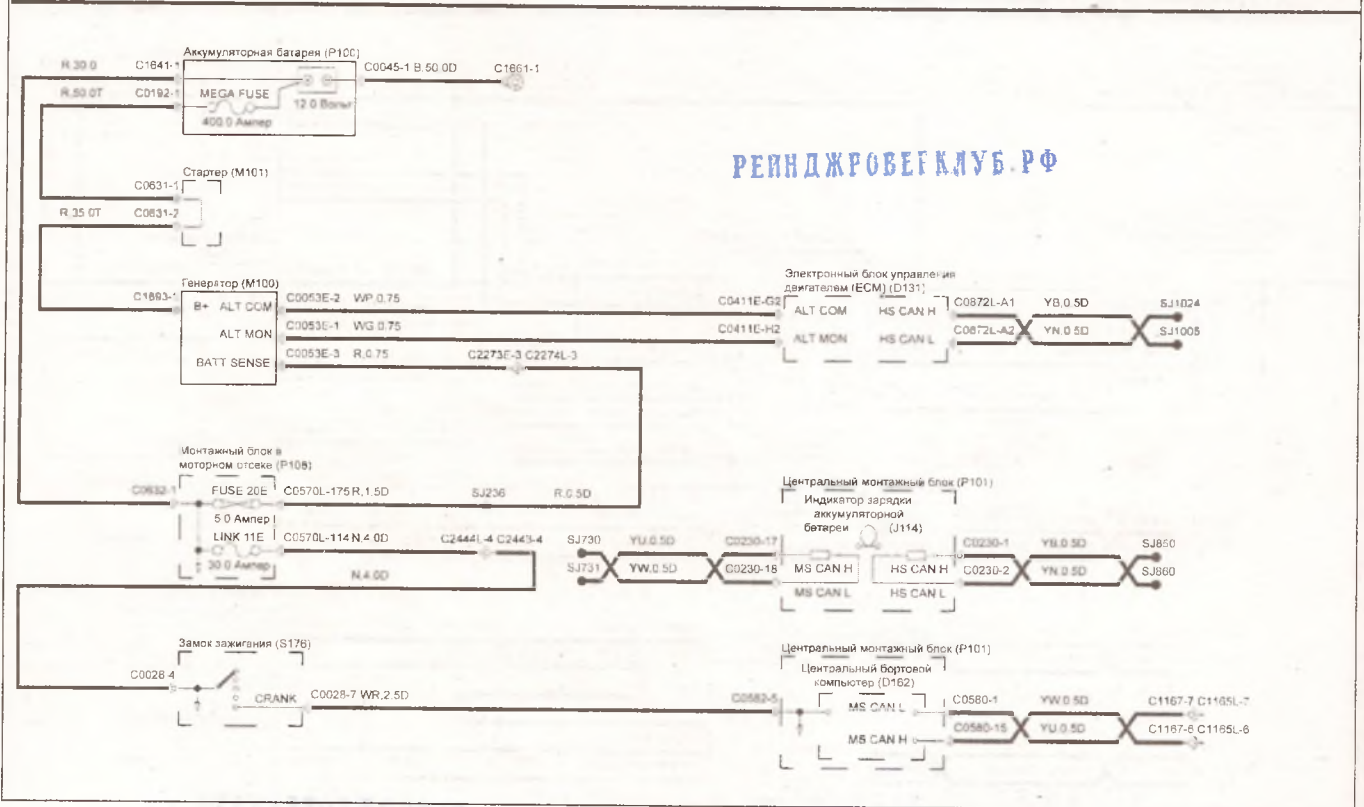 Аккумуляторная батарея (P100)
R.30.0 C1641-1
C0045-1 B.50.0D C1661-1
R.50.0T C0192-1
MEGA FUSE
12.0 Вольт
400.0 Ампер
РЕЙНДЖРОВЕРКЛУБ.РФ
Стартер (M101)
C0631-1
R.35.0T C0631-2
Генератор (M100)
C1693-1
B+ ALT COM
C0053E-2 WP.0.75
ALT MON
C0053E-1 WG 0.75
BATT SENSE
C0053E-3 R,0.75
C2273E-3 C2274L-3
Электронный блок управления
двигателем (ECM) (D131)
C0411E-G2
ALT COM HS CAN H
C0872L-A1 YB,0.5D SJ1024
C0411E-H2
ALT MON HS CAN L
C0872L-A2 YN,0.5D SJ1005
Монтажный блок в
моторном отсеке (P108)
C0632-1
FUSE 20E
C0570L-175 R,1.5D SJ236 R.0.5D
5.0 Ампер
LINK 11E
C0570L-114 N.4.0D C2444L-4 C2443-4
30.0 Ампер
N.4.0D
Центральный монтажный блок (P101)
Индикатор зарядки
аккумуляторной
батареи (J114)
SJ730 YU.0.5D C0230-17
C0230-1 YB.0.5D SJ850
MS CAN H HS CAN H
SJ731 YW,0.5D C0230-18
C0230-2 YN.0.5D SJ860
MS CAN L HS CAN L
Замок зажигания (S176)
C0028-4
CRANK
C0028-7 WR,2.5D
Центральный монтажный блок (P101)
Центральный бортовой
компьютер (D162)
C0582-5
MS CAN L
C0580-1 YW.0.5D C1167-7 C1165L-7
MS CAN H
C0580-15 YU.0.5D C1167-6 C1165L-6